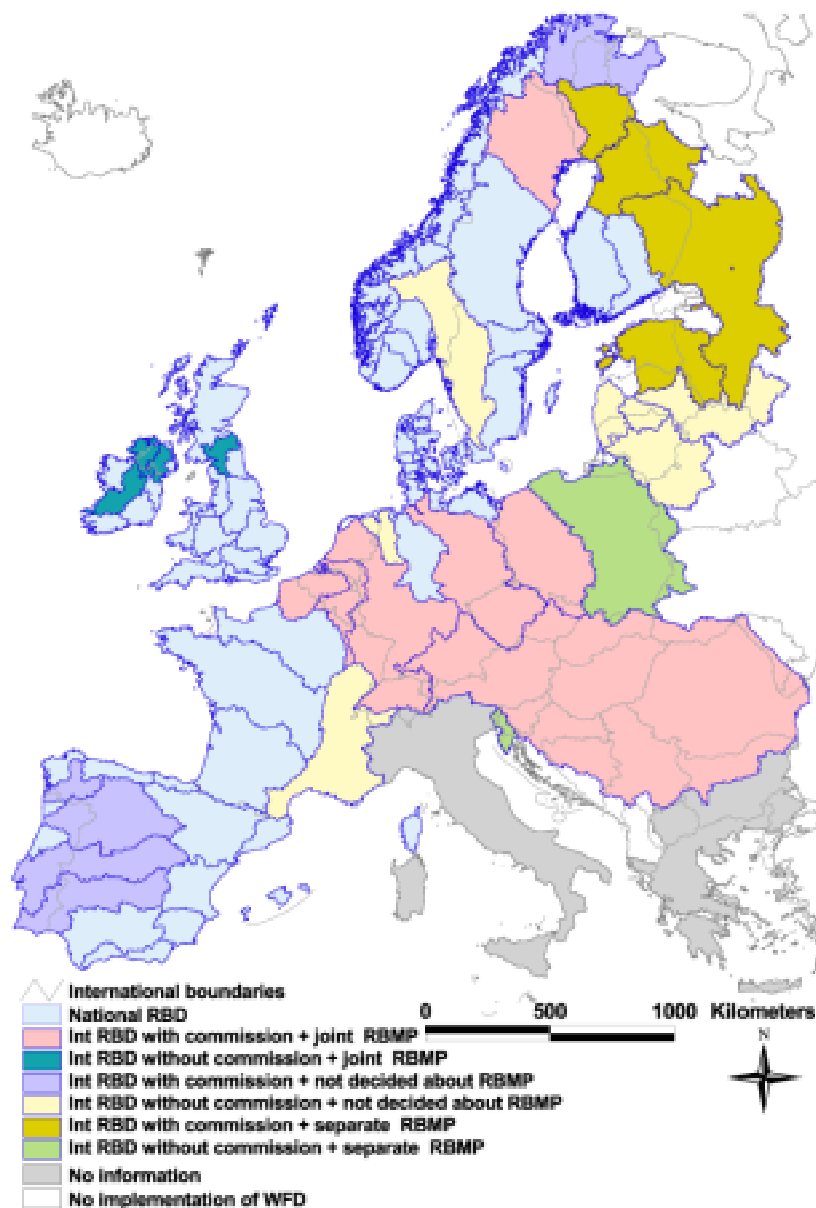 International boundaries
National RBD
0 500 1000 Kilometers
Int RBD with commission + joint RBMP
Int RBD without commission + joint RBMP
N
Int RBD with commission + not decided about RBMP
Int RBD without commission + not decided about RBMP
Int RBD with commission + separate RBMP
Int RBD without commission + separate RBMP
No information
No implementation of WFD